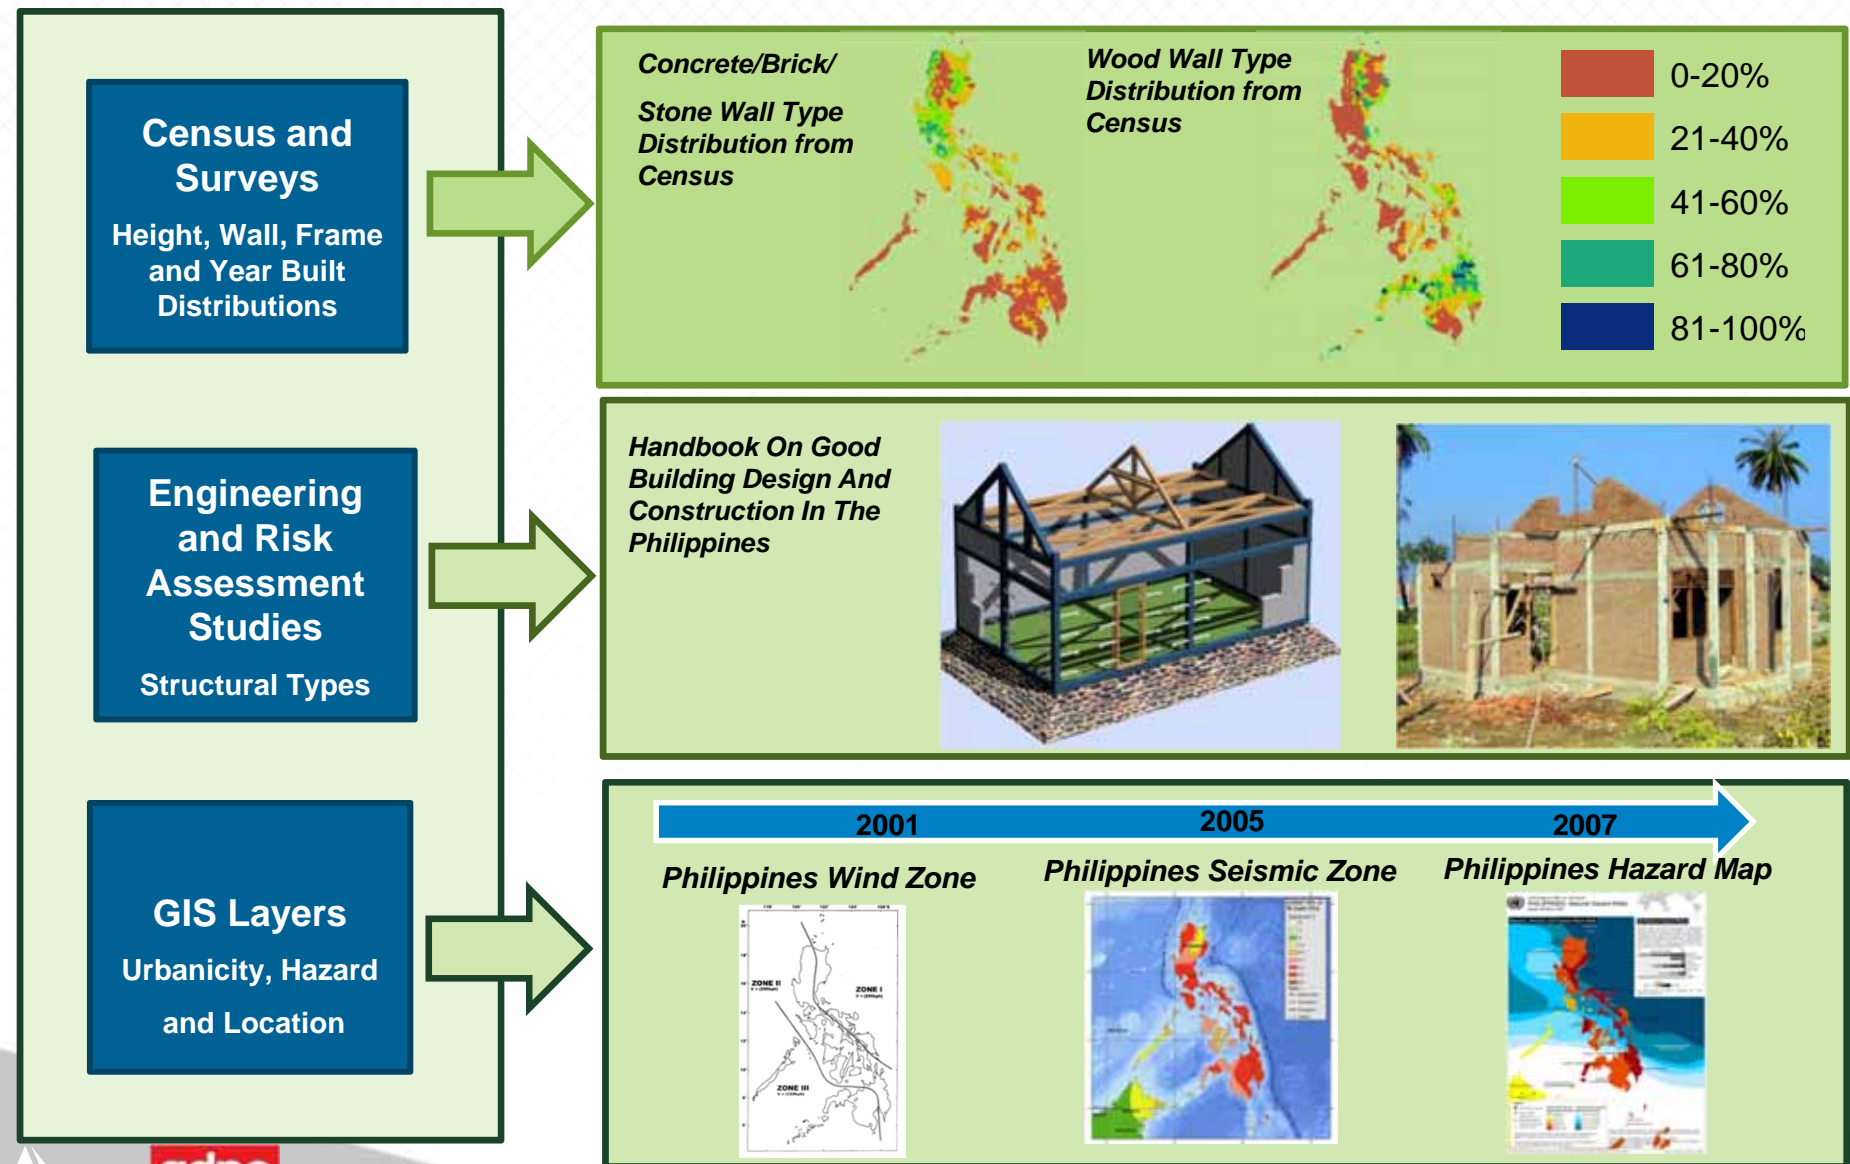 Census and
Surveys
Height, Wall, Frame
and Year Built
Distributions
Concrete/Brick/
Stone Wall Type
Distribution from
Census
Wood Wall Type
Distribution from
Census
0-20%
21-40%
41-60%
61-80%
81-100%
Engineering
and Risk
Assessment
Studies
Structural Types
Handbook On Good
Building Design And
Construction In The
Philippines
GIS Layers
Urbanicity, Hazard
and Location
2001
2005
2007
Philippines Wind Zone
Philippines Seismic Zone
Philippines Hazard Map
ZONE II
ZONE I
ZONE III